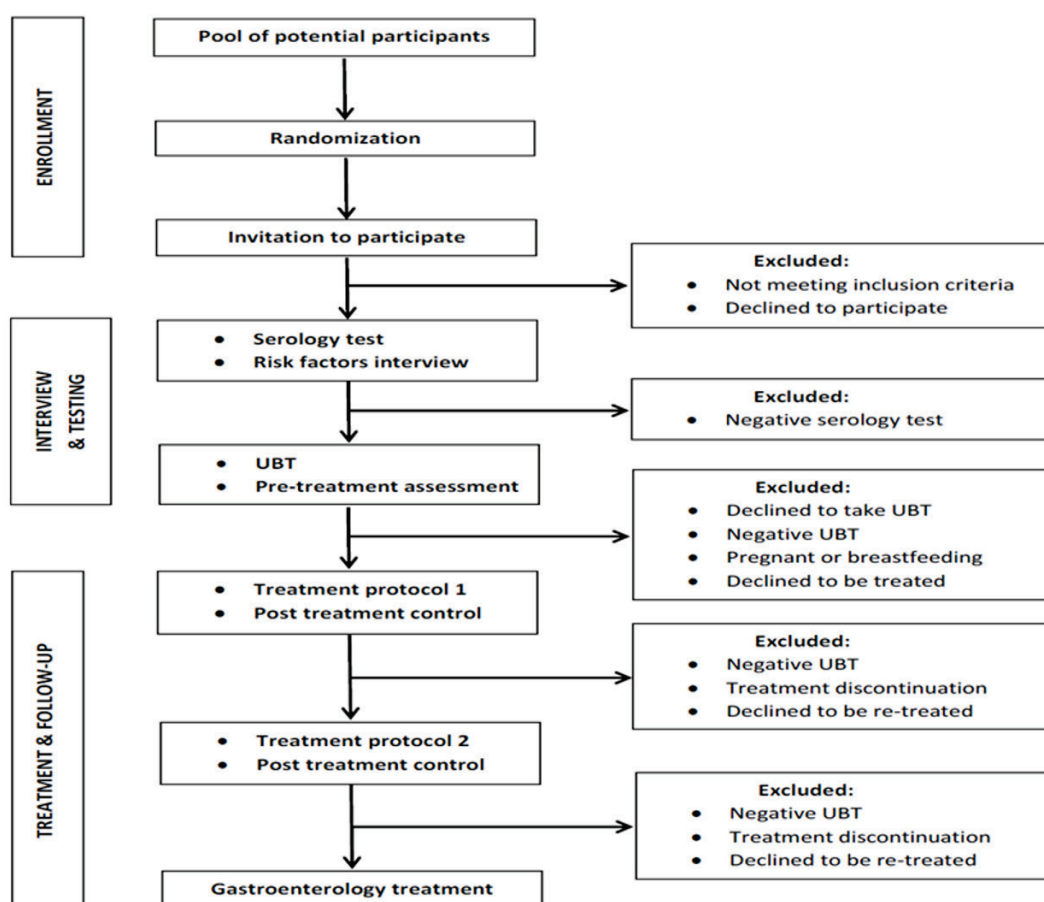 ENROLLMENT
Pool of potential participants
Randomization
Invitation to participate
Excluded:
• Not meeting inclusion criteria
• Declined to participate
INTERVIEW
& TESTING
• Serology test
• Risk factors interview
Excluded:
• Negative serology test
• UBT
• Pre-treatment assessment
Excluded:
• Declined to take UBT
• Negative UBT
• Pregnant or breastfeeding
• Declined to be treated
TREATMENT & FOLLOW-UP
• Treatment protocol 1
• Post treatment control
Excluded:
• Negative UBT
• Treatment discontinuation
• Declined to be re-treated
• Treatment protocol 2
• Post treatment control
Excluded:
• Negative UBT
• Treatment discontinuation
• Declined to be re-treated
Gastroenterology treatment